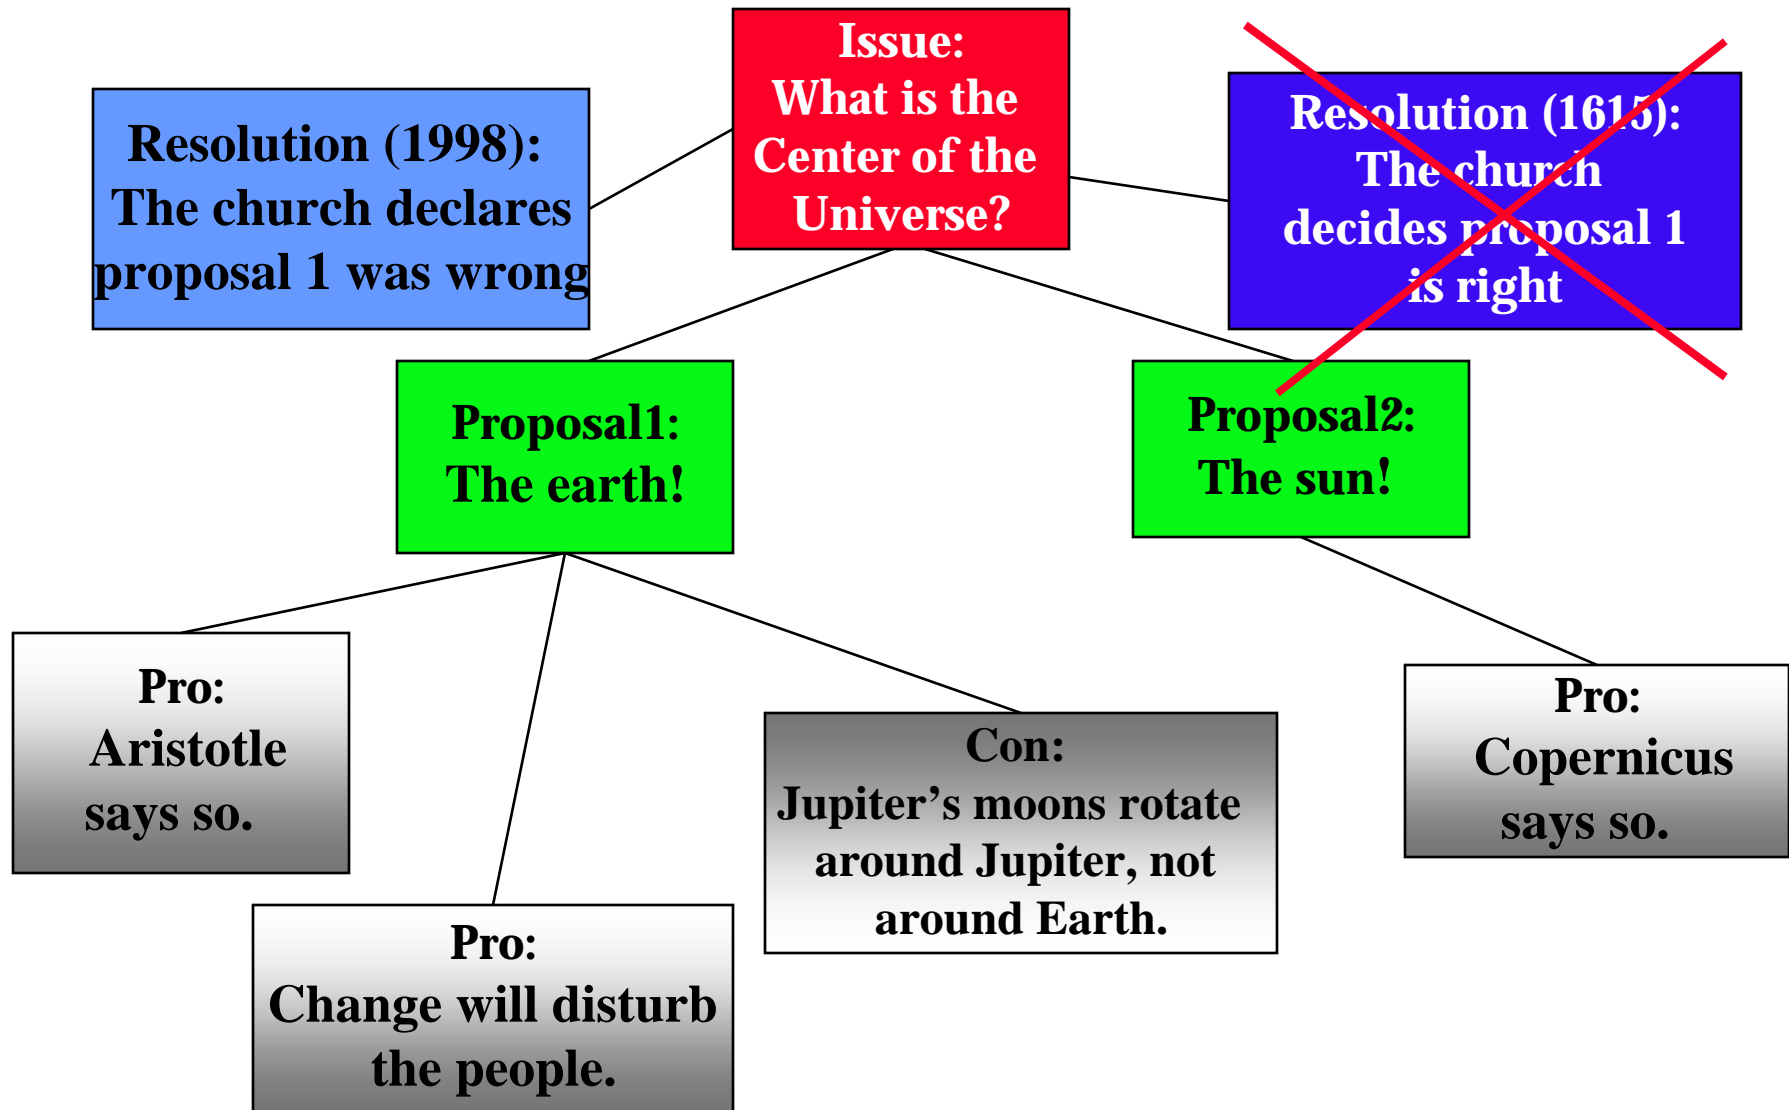 Issue:
What is the
Center of the
Universe?
Resolution (1998):
The church declares
proposal 1 was wrong
Resolution (1615):
The church
decides proposal 1
is right
Proposal1:
The earth!
Proposal2:
The sun!
Pro:
Aristotle
says so.
Pro:
Change will disturb
the people.
Con:
Jupiter’s moons rotate
around Jupiter, not
around Earth.
Pro:
Copernicus
says so.